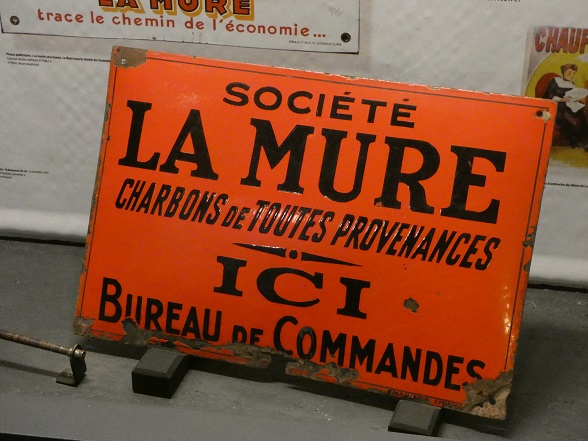 LA MURE
trace le chemin de l'économie...
CHAUF
SOCIÉTÉ
LA MURE
CHARBONS DE TOUTES PROVENANCES
ICI
BUREAU DE COMMANDES